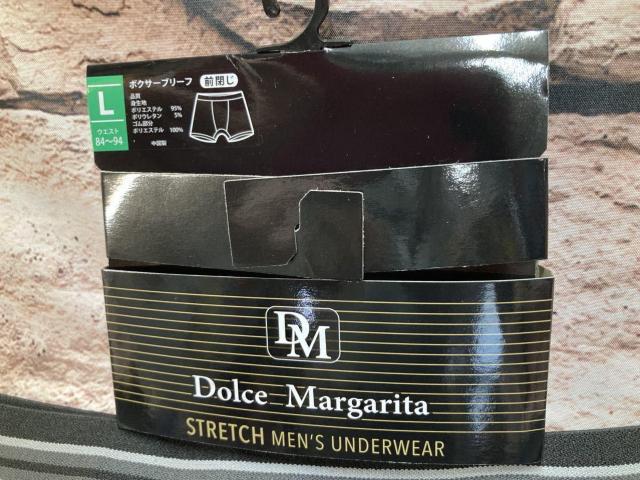 L
ウエスト
84～94
ボクサーブリーフ 前閉じ
品質
身生地
ポリエステル 95%
ポリウレタン 5%
ゴム部分
ポリエステル 100%
中国製
DM
Dolce Margarita
STRETCH MEN'S UNDERWEAR